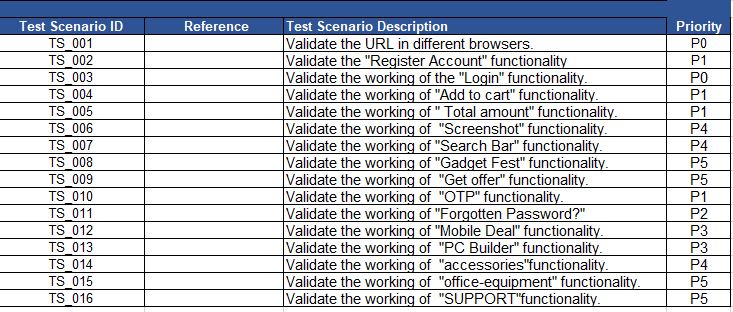 Test Scenario ID Reference Test Scenario Description Priority
TS_001 Validate the URL in different browsers. P0
TS_002 Validate the "Register Account" functionality P1
TS_003 Validate the working of the "Login" functionality. P0
TS_004 Validate the working of "Add to cart" functionality. P1
TS_005 Validate the working of " Total amount" functionality. P1
TS_006 Validate the working of "Screenshot" functionality. P4
TS_007 Validate the working of "Search Bar" functionality. P4
TS_008 Validate the working of "Gadget Fest" functionality. P5
TS_009 Validate the working of "Get offer" functionality. P5
TS_010 Validate the working of "OTP" functionality. P1
TS_011 Validate the working of "Forgotten Password?" P2
TS_012 Validate the working of "Mobile Deal" functionality. P3
TS_013 Validate the working of "PC Builder" functionality. P3
TS_014 Validate the working of "accessories"functionality. P4
TS_015 Validate the working of "office-equipment" functionality. P5
TS_016 Validate the working of "SUPPORT"functionality. P5